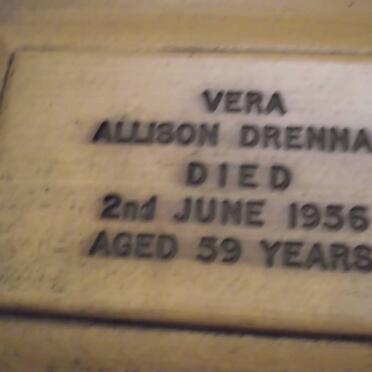 VERA
ALLISON DRENNA
DIED
2nd JUNE 1956
AGED 59 YEARS